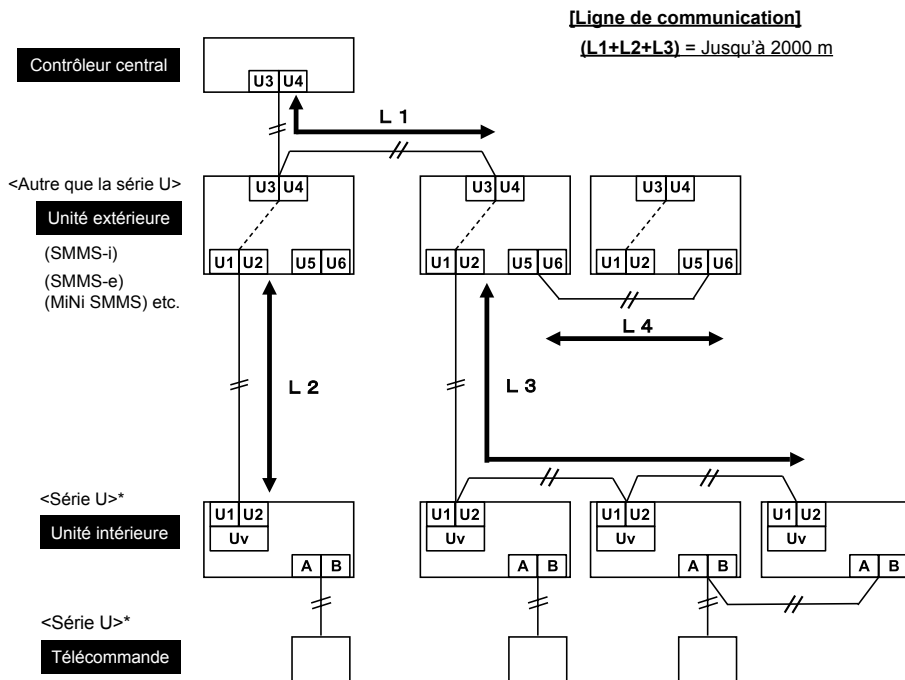 [Ligne de communication]
(L1+L2+L3) = Jusqu'à 2000 m
Contrôleur central
U3 U4
L 1
<Autre que la série U>
Unité extérieure
(SMMS-i)
(SMMS-e)
(MiNi SMMS) etc.
U3 U4
U3 U4
U3 U4
U1 U2 U5 U6
U1 U2 U5 U6
U1 U2 U5 U6
L 4
L 2
L 3
<Série U>*
Unité intérieure
U1 U2
Uv
A B
U1 U2
Uv
A B
U1 U2
Uv
A B
U1 U2
Uv
A B
<Série U>*
Télécommande